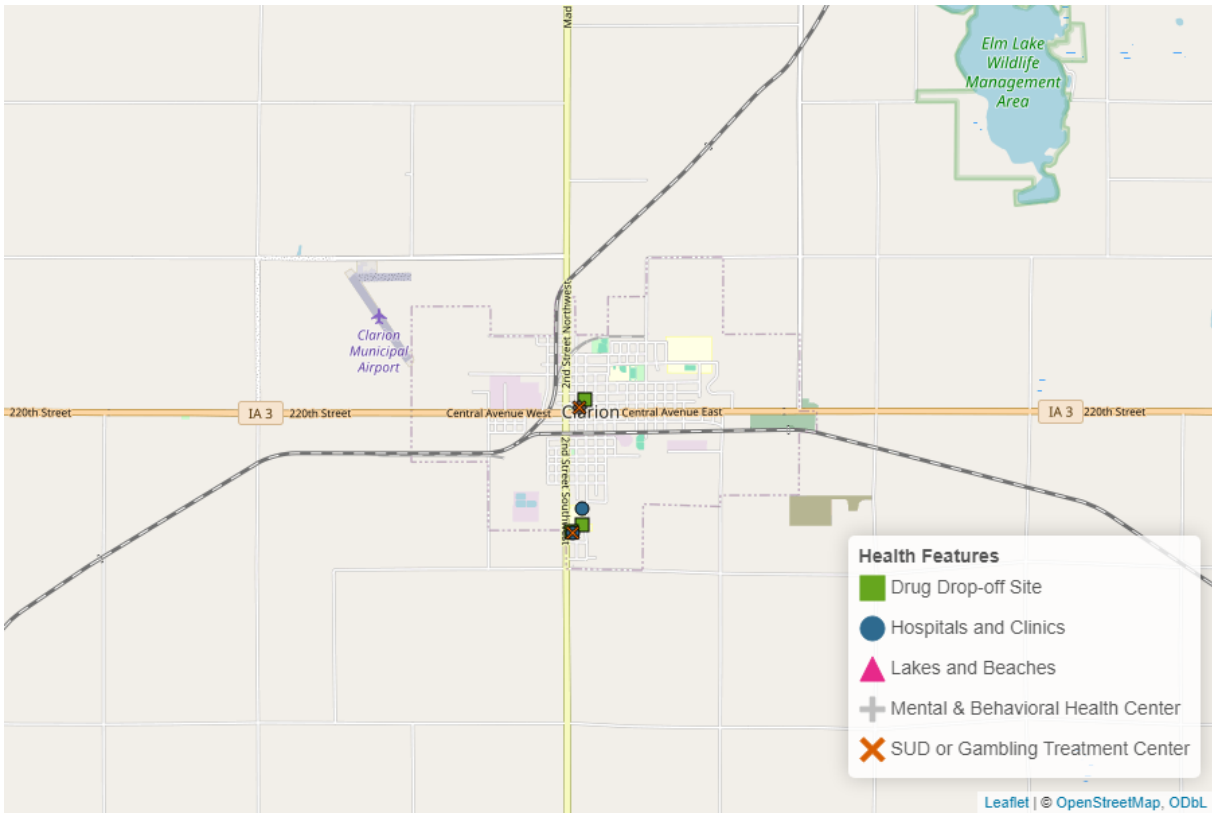 Mad
Elm Lake
Wildlife
Management
Area
2nd Street Northwest
Clarion
Municipal
Airport
220th Street
IA 3
220th Street
Central Avenue West
Clarion
Central Avenue East
IA 3
220th Street
2nd Street Southwest
Health Features
Drug Drop-off Site
Hospitals and Clinics
Lakes and Beaches
Mental & Behavioral Health Center
SUD or Gambling Treatment Center
Leaflet | © OpenStreetMap, ODbL